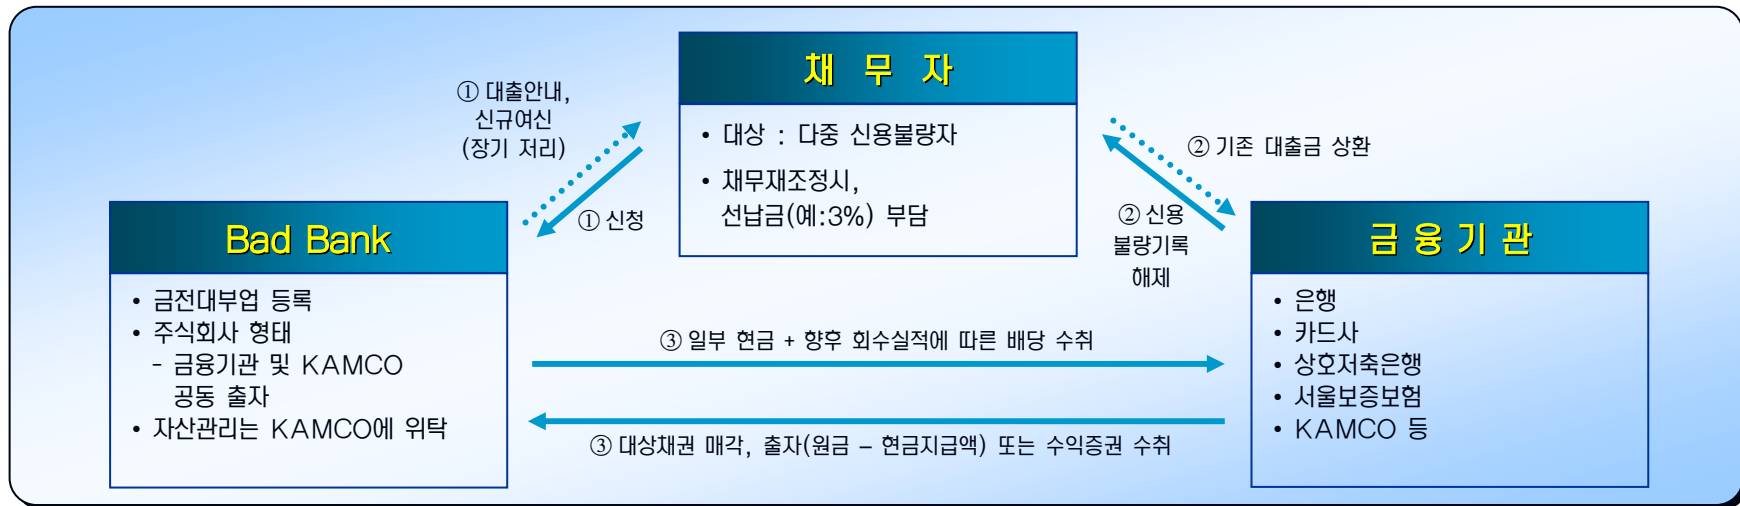 채 무 자
• 대상 : 다중 신용불량자
• 채무재조정시,
선납금(예:3%) 부담
① 대출안내,
신규여신
(장기 저리)
① 신청
② 기존 대출금 상환
② 신용
불량기록
해제
Bad Bank
• 금전대부업 등록
• 주식회사 형태
- 금융기관 및 KAMCO
공동 출자
• 자산관리는 KAMCO에 위탁
③ 일부 현금 + 향후 회수실적에 따른 배당 수취
③ 대상채권 매각, 출자(원금 – 현금지급액) 또는 수익증권 수취
금 융 기 관
• 은행
• 카드사
• 상호저축은행
• 서울보증보험
• KAMCO 등